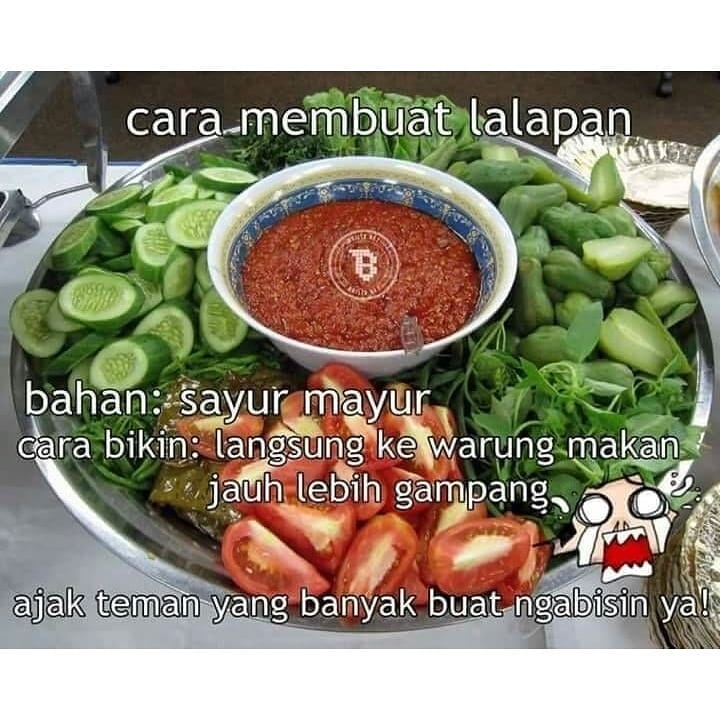 cara membuat lalapan
bahan: sayur mayur
cara bikin: langsung ke warung makan
jauh lebih gampang
ajak teman yang banyak buat ngabisin ya!